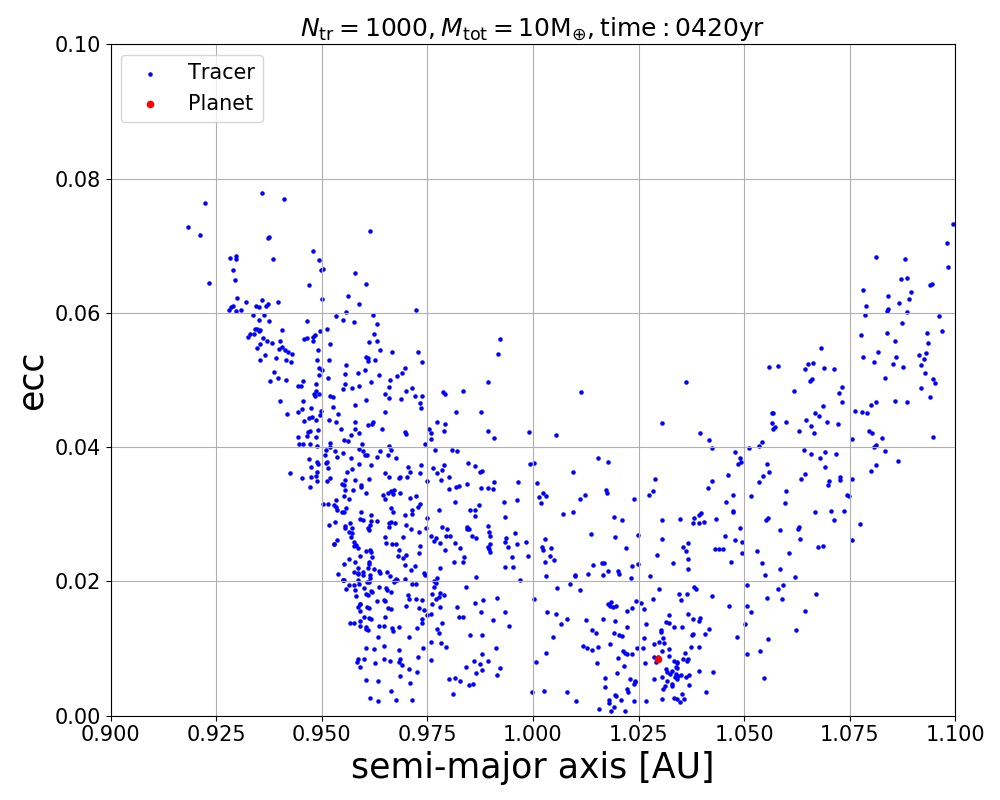 N_tr = 1000, M_tot = 10M_⊕, time : 0420yr
0.10
Tracer
Planet
0.08
0.06
ecc
0.04
0.02
0.00
0.900 0.925 0.950 0.975 1.000 1.025 1.050 1.075 1.100
semi-major axis [AU]